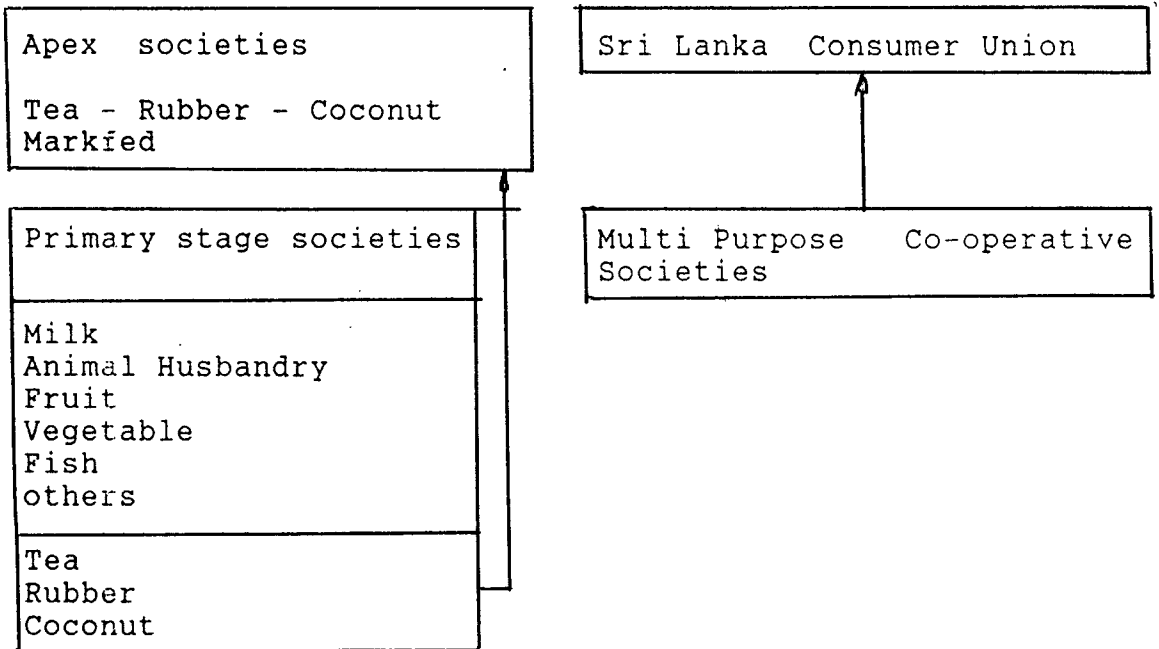 Apex societies
Tea - Rubber - Coconut
Markfed
Primary stage societies
Milk
Animal Husbandry
Fruit
Vegetable
Fish
others
Tea
Rubber
Coconut
Sri Lanka Consumer Union
Multi Purpose Co-operative
Societies